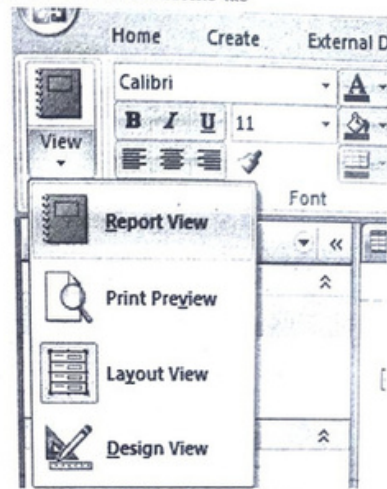 Home Create External D
Calibri A
B I U 11
View
Font
Report View «
Print Preview
Layout View
Design View